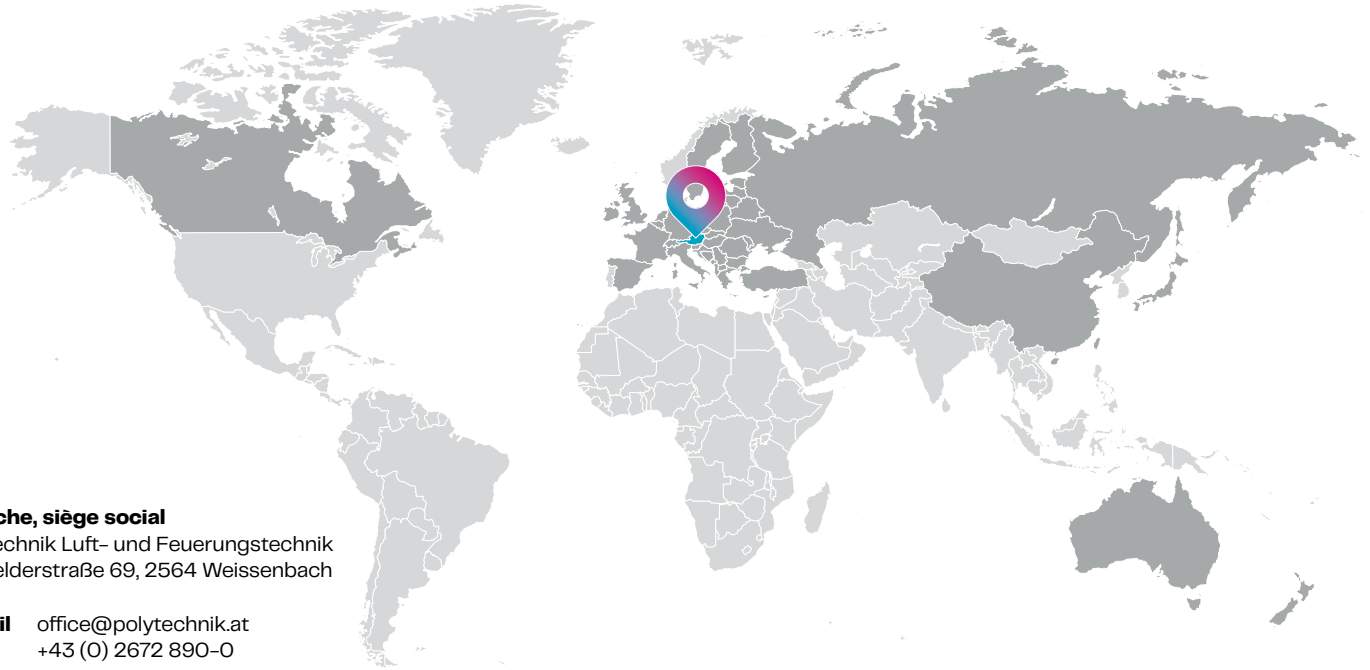 che, siège social
echnik Luft- und Feuerungstechnik
elderstraße 69, 2564 Weissenbach
il office@polytechnik.at
+43 (0) 2672 890-0